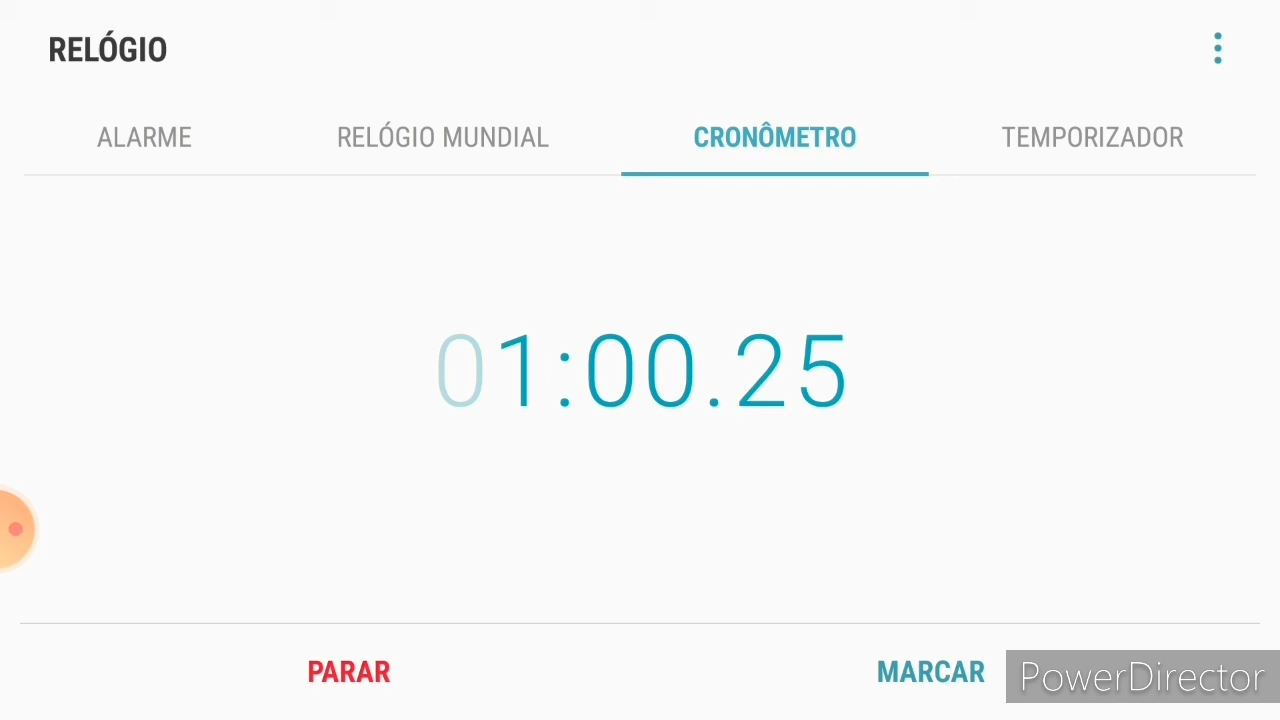 RELÓGIO
ALARME RELÓGIO MUNDIAL CRONÔMETRO TEMPORIZADOR
01:00.25
PARAR MARCAR PowerDirector